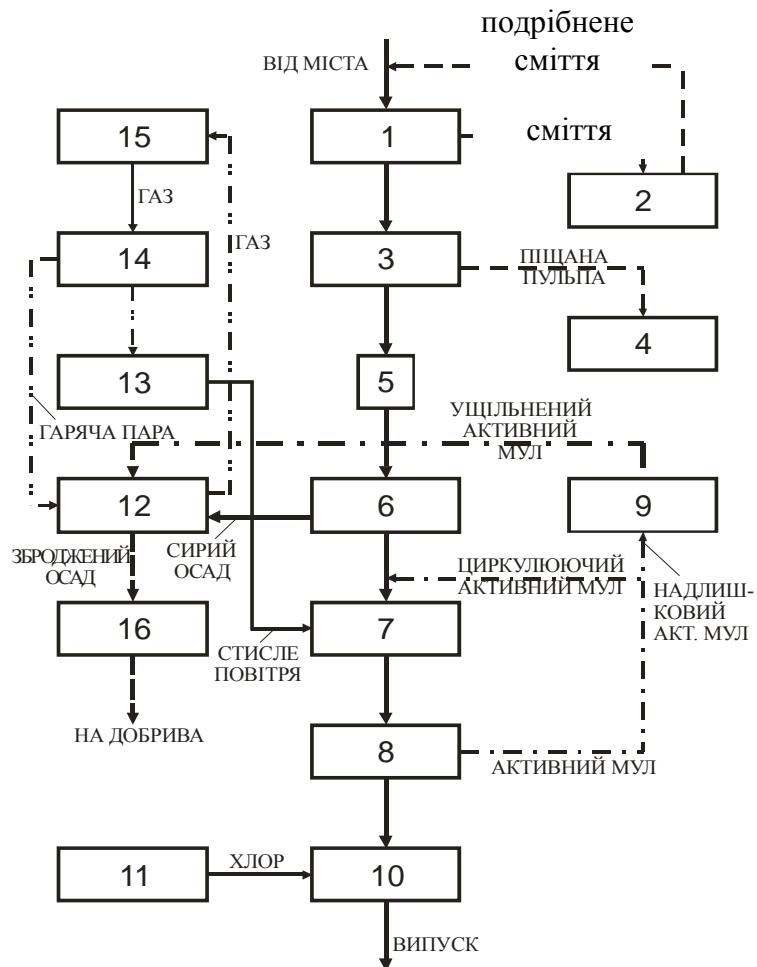 подрібнене
сміття
ВІД МІСТА
15
1
сміття
2
ГАЗ
ГАЗ
14
3
ПІЩАНА
ПУЛЬПА
4
13
5
ГАРЯЧА ПАРА
УЩІЛЬНЕНИЙ
АКТИВНИЙ
МУЛ
12
6
9
ЗБРОДЖЕНИЙ
ОСАД
СИРИЙ
ОСАД
ЦИРКУЛЮЮЧИЙ
АКТИВНИЙ МУЛ
НАДЛИШ-
КОВИЙ
АКТ. МУЛ
16
7
СТИСЛЕ
ПОВІТРЯ
НА ДОБРИВА
8
АКТИВНИЙ МУЛ
11
ХЛОР
10
ВИПУСК